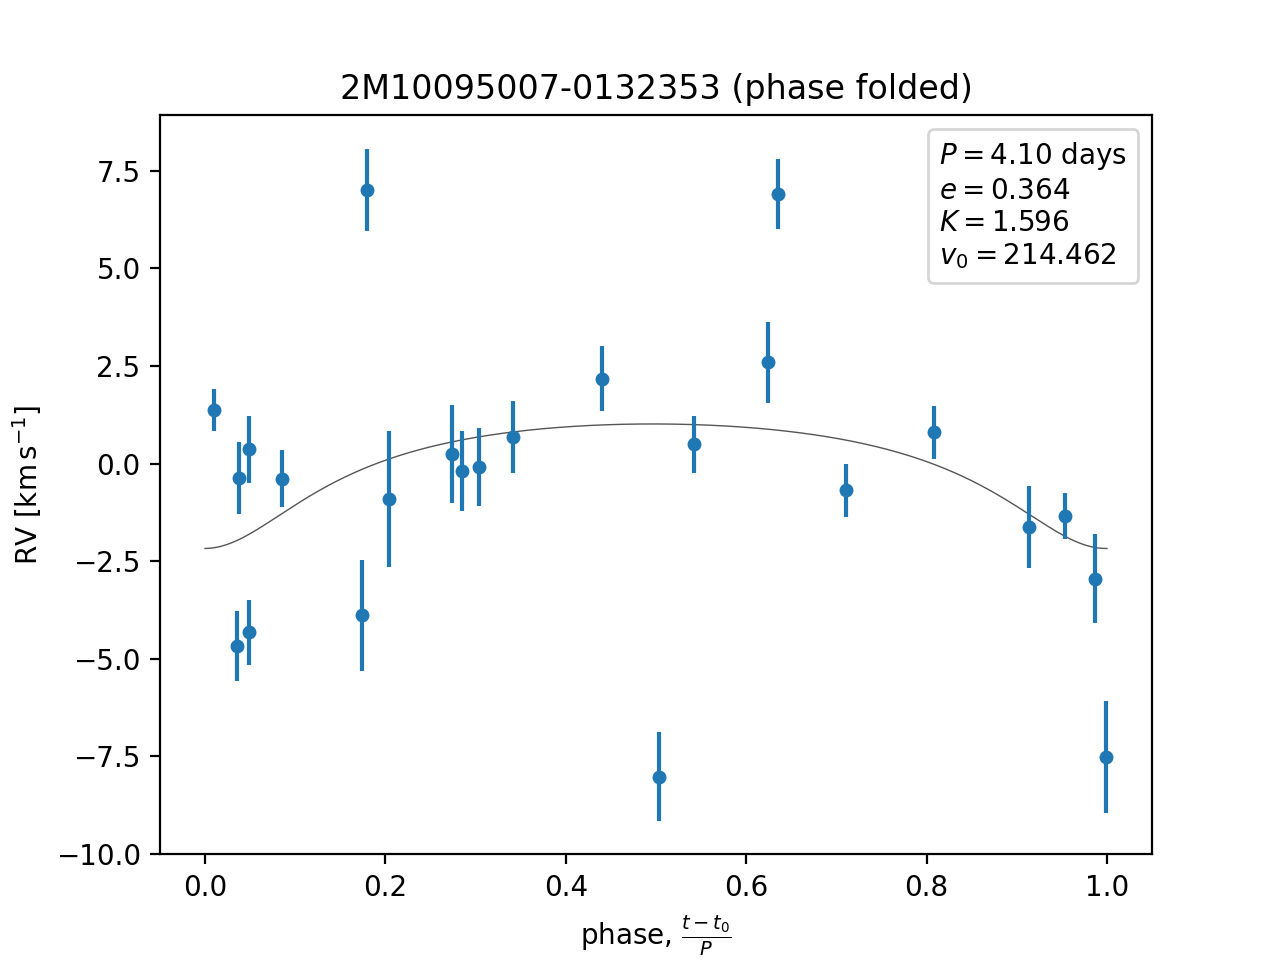 2M10095007-0132353 (phase folded)
P = 4.10 days
e = 0.364
K = 1.596
v₀ = 214.462
RV [km s⁻¹]
7.5
5.0
2.5
0.0
−2.5
−5.0
−7.5
−10.0
0.0 0.2 0.4 0.6 0.8 1.0
phase, (t − t₀)/P